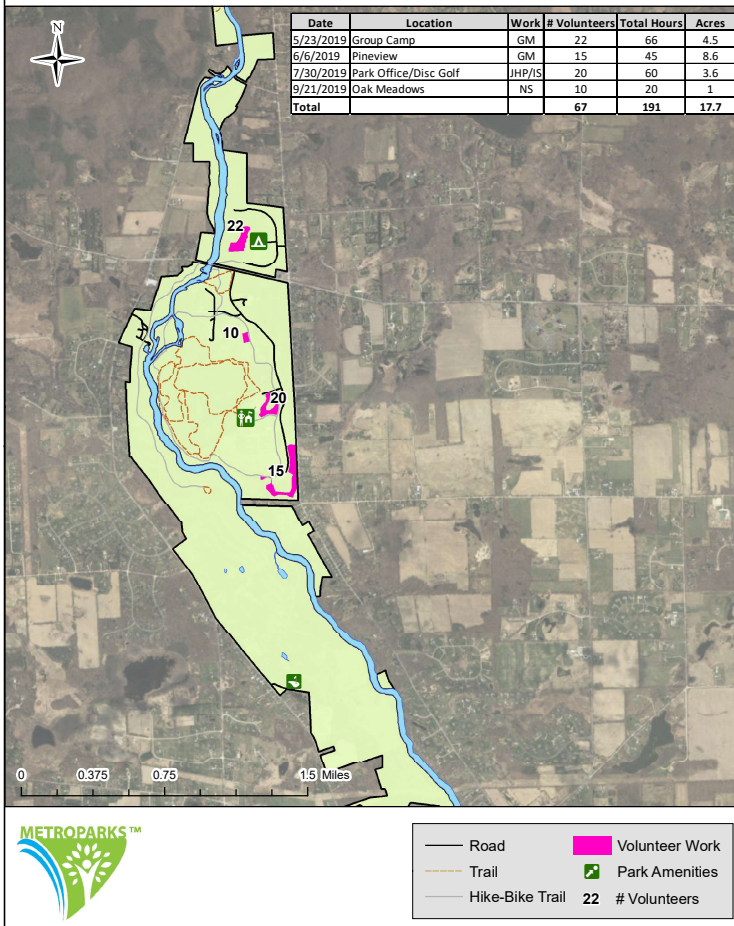 N
Date Location Work # Volunteers Total Hours Acres
5/23/2019 Group Camp GM 22 66 4.5
6/6/2019 Pineview GM 15 45 8.6
7/30/2019 Park Office/Disc Golf JHP/IS 20 60 3.6
9/21/2019 Oak Meadows NS 10 20 1
Total 67 191 17.7
22
10
20
15
0 0.375 0.75 1.5 Miles
METROPARKS™
Road Volunteer Work
Trail Park Amenities
Hike-Bike Trail 22 # Volunteers